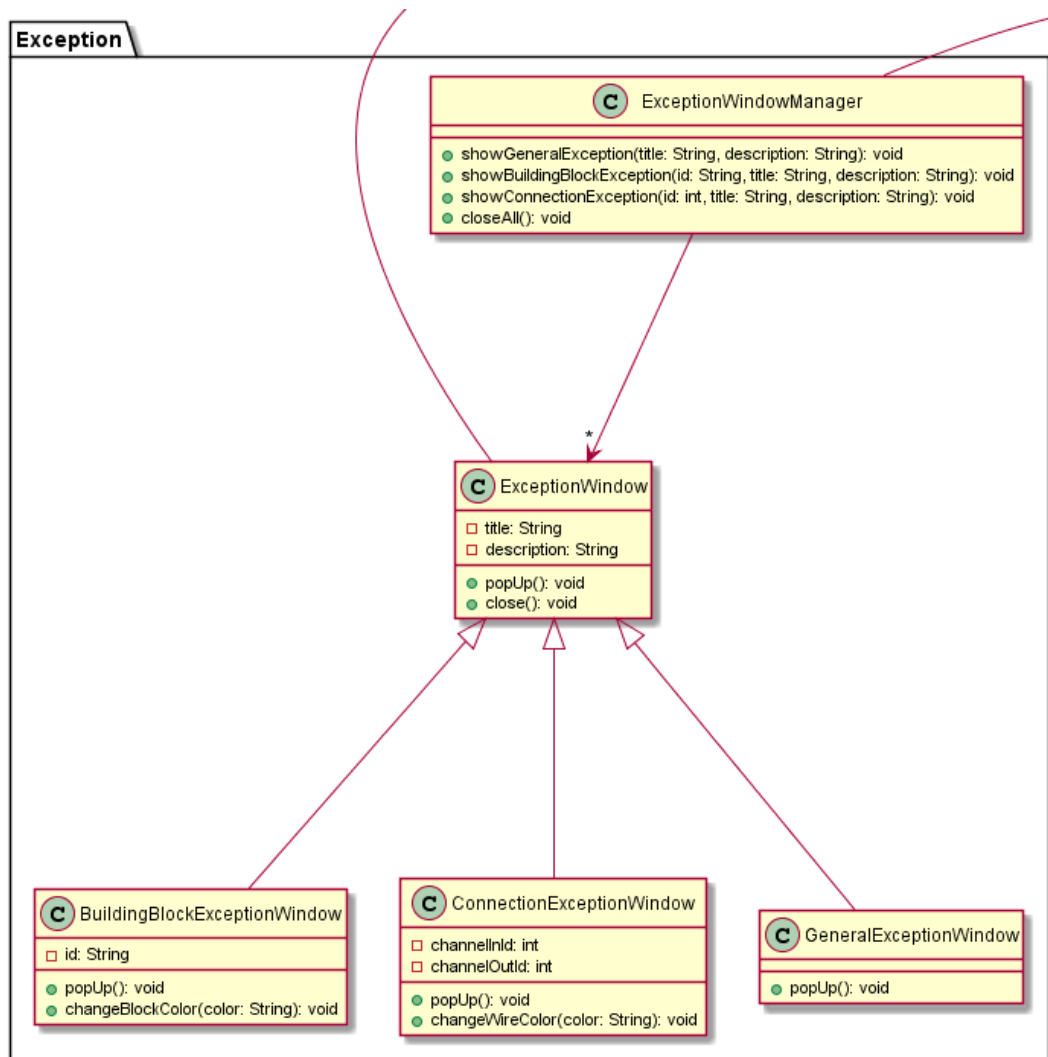 Exception
C ExceptionWindowManager
showGeneralException(title: String, description: String): void
showBuildingBlockException(id: String, title: String, description: String): void
showConnectionException(id: int, title: String, description: String): void
closeAll(): void
*
C ExceptionWindow
title: String
description: String
popUp(): void
close(): void
C BuildingBlockExceptionWindow
id: String
popUp(): void
changeBlockColor(color: String): void
C ConnectionExceptionWindow
channelInId: int
channelOutId: int
popUp(): void
changeWireColor(color: String): void
C GeneralExceptionWindow
popUp(): void